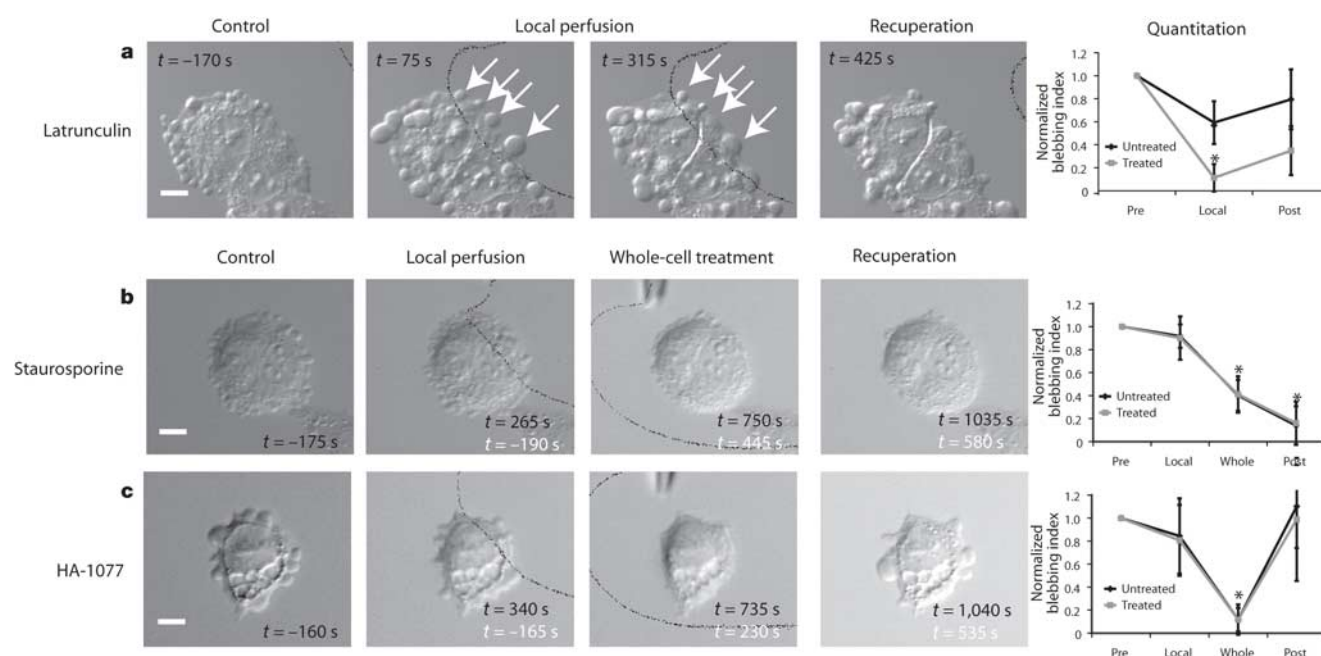 Control Local perfusion Recuperation Quantitation
a
Latrunculin
t = –170 s
t = 75 s
t = 315 s
t = 425 s
Normalized
blebbing index
1.2
1.0
0.8
0.6
0.4
0.2
0
Untreated
Treated
*
Pre Local Post
Control Local perfusion Whole-cell treatment Recuperation
b
Staurosporine
t = –175 s
t = 265 s
t = –190 s
t = 750 s
t = 445 s
t = 1035 s
t = 580 s
Normalized
blebbing index
1.2
1.0
0.8
0.6
0.4
0.2
0
Untreated
Treated
*
*
Pre Local Whole Post
c
HA-1077
t = –160 s
t = 340 s
t = –165 s
t = 735 s
t = 230 s
t = 1,040 s
t = 535 s
Normalized
blebbing index
1.2
1.0
0.8
0.6
0.4
0.2
0
Untreated
Treated
*
Pre Local Whole Post